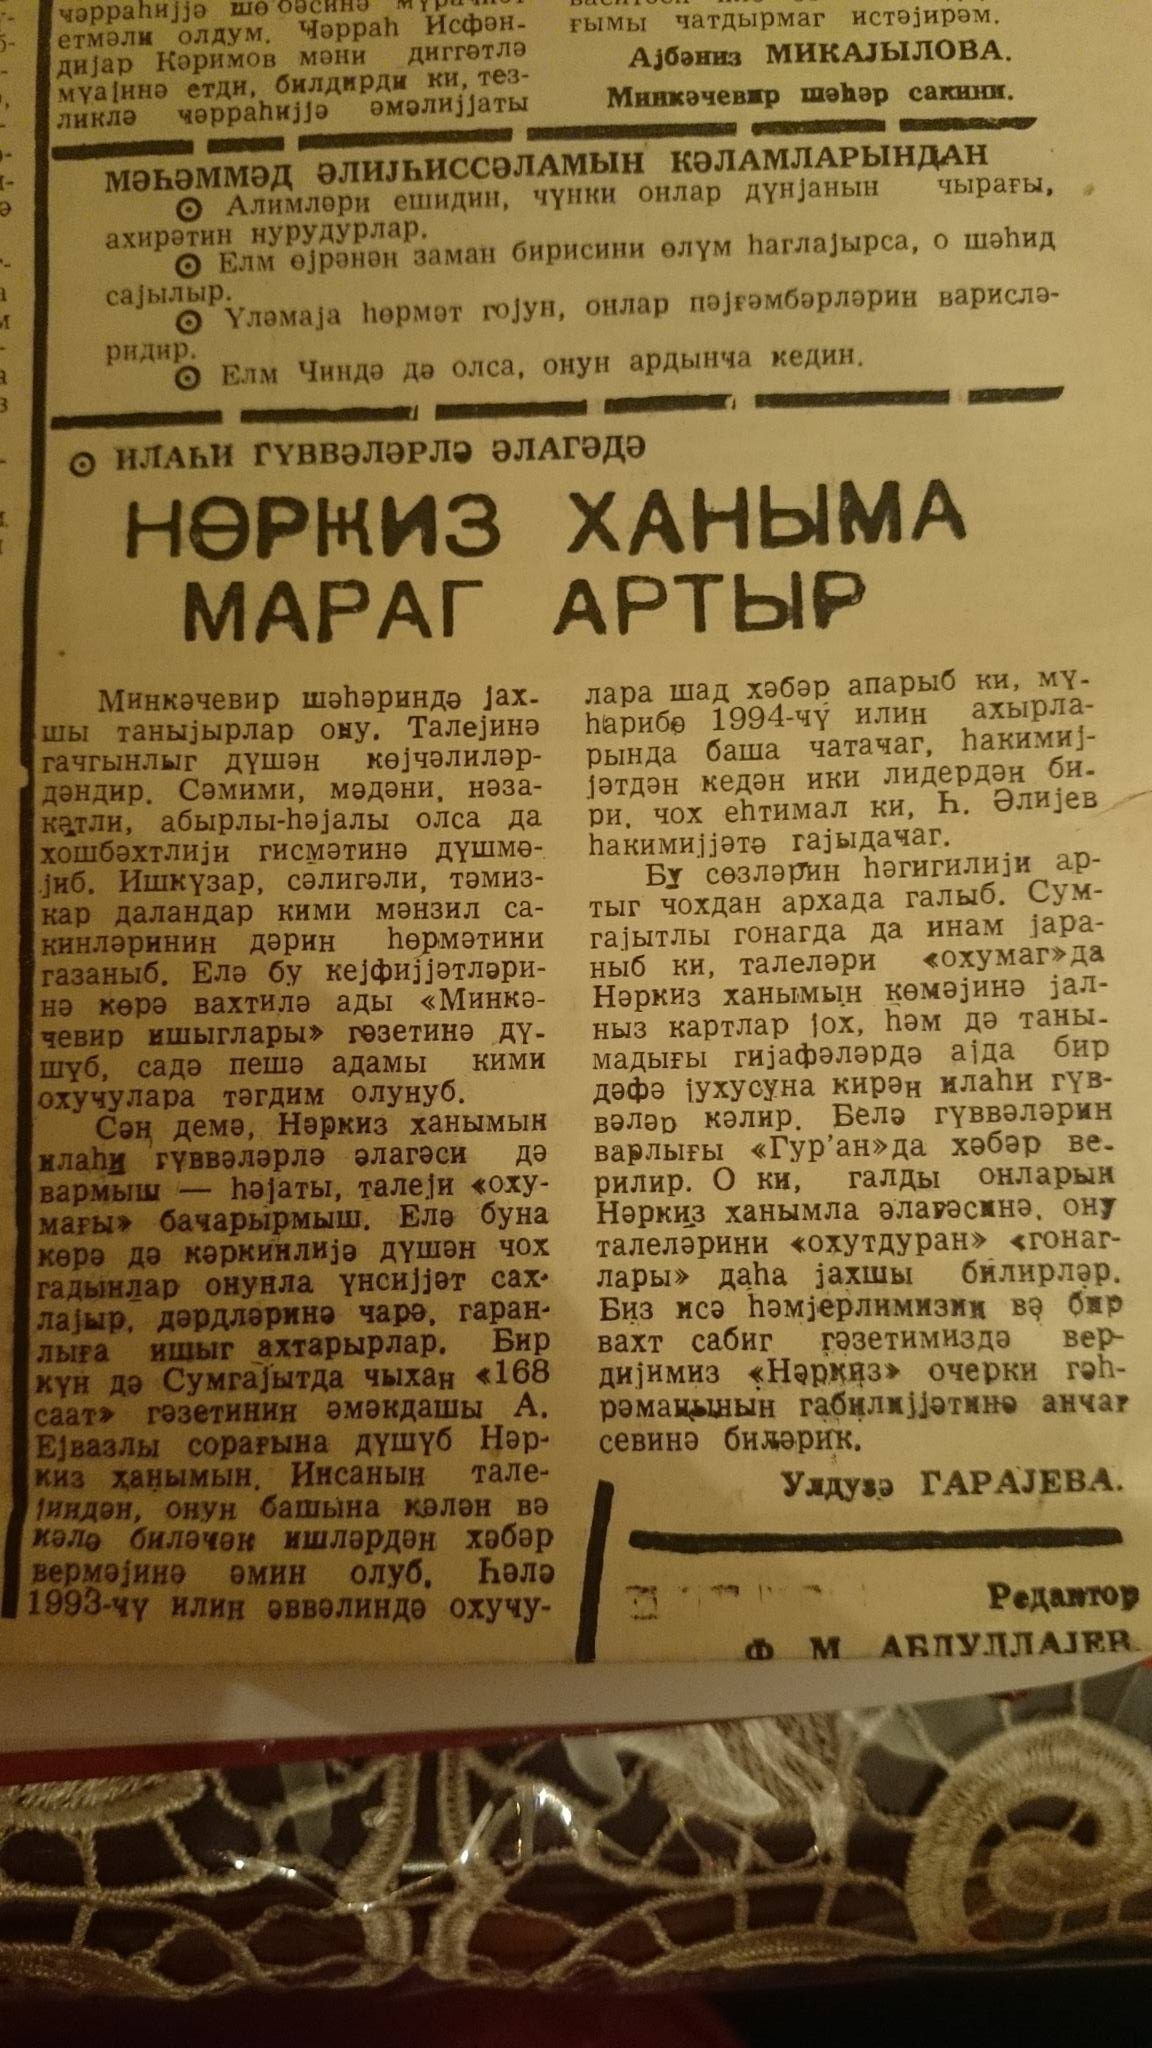 етмәли олдум. Чәрраһ Исфән-
дијар Кәримов мәни диггәтлә
мүајинә етди, билдирди ки, тез-
ликлә чәрраһијјә әмәлијјаты
ғымы чатдырмаг истәјирәм.
Ајбәниз МИКАЈЫЛОВА.
Минкәчевир шәһәр сакини.
МӘҺӘММӘД ӘЛИЈҺИССӘЛАМЫН КӘЛАМЛАРЫНДАН
Алимләри ешидин, чүнки онлар дүнјанын чырағы,
ахирәтин нурудурлар.
Елм өјрәнән заман бирисини өлүм һаглајырса, о шәһид
сајылыр.
Үләмаја һөрмәт гојун, онлар пәјғәмбәрләрин варислә-
ридир.
Елм Чиндә дә олса, онун ардынча кедин.
ИЛАҺИ ГҮВВӘЛӘРЛӘ ӘЛАГӘДӘ
НӨРҜИЗ ХАНЫМА
МАРАГ АРТЫР
Минкәчевир шәһәриндә јах-
шы таныјырлар ону. Талејинә
гачгынлыг дүшән көјчәлиләр-
дәндир. Сәмими, мәдәни, нәза-
кәтли, абырлы-һәјалы олса да
хошбәхтлији гисмәтинә дүшмә-
јиб. Ишкүзар, сәлигәли, тәмиз-
кар даландар кими мәнзил са-
кинләринин дәрин һөрмәтини
газаныб. Елә бу кејфијјәтләри-
нә көрә вахтилә ады «Минкә-
чевир ишыглары» гәзетинә дү-
шүб, садә пешә адамы кими
охучулара тәгдим олунуб.
Сән демә, Нәркиз ханымын
илаһи гүввәләрлә әлагәси дә
вармыш — һәјаты, талеји «оху-
мағы» бачарырмыш. Елә буна
көрә дә кәркинлијә дүшән чох
гадынлар онунла үнсијјәт сах-
лајыр, дәрдләринә чарә, гаран-
лыға ишыг ахтарырлар. Бир
күн дә Сумгајытда чыхан «168
саат» гәзетинин әмәкдашы А.
Ејвазлы сорағына дүшүб Нәр-
киз ханымын. Инсанын тале-
јиндән, онун башына кәлән вә
кәлә биләчәк ишләрдән хәбәр
вермәјинә әмин олуб. Һәлә
1993-чү илин әввәлиндә охучу-
лара шад хәбәр апарыб ки, мү-
һарибә 1994-чү илин ахырла-
рында баша чатачаг, һакимиј-
јәтдән кедән ики лидердән би-
ри, чох еһтимал ки, Һ. Әлијев
һакимијјәтә гајыдачаг.
Бу сөзләрин һәгигилији ар-
тыг чохдан архада галыб. Сум-
гајытлы гонагда да инам јара-
ныб ки, талеләри «охумаг»да
Нәркиз ханымын көмәјинә јал-
ныз картлар јох, һәм дә таны-
мадығы гијафәләрдә ајда бир
дәфә јухусуна кирән илаһи гүв-
вәләр кәлир. Белә гүввәләрин
варлығы «Гур’ан»да хәбәр ве-
рилир. О ки, галды онларын
Нәркиз ханымла әлагәсинә, ону
талеләрини «охутдуран» «гонаг-
лары» даһа јахшы билирләр.
Биз исә һәмјерлимизин вә бир
вахт сабиг гәзетимиздә вер-
дијимиз «Нәркиз» очерки гәһ-
рәманынын габилијјәтинә анчаг
севинә биләрик.
Улдузә ГАРАЈЕВА.
Редактор
Ф. М. АБДУЛЛАЈЕВ.